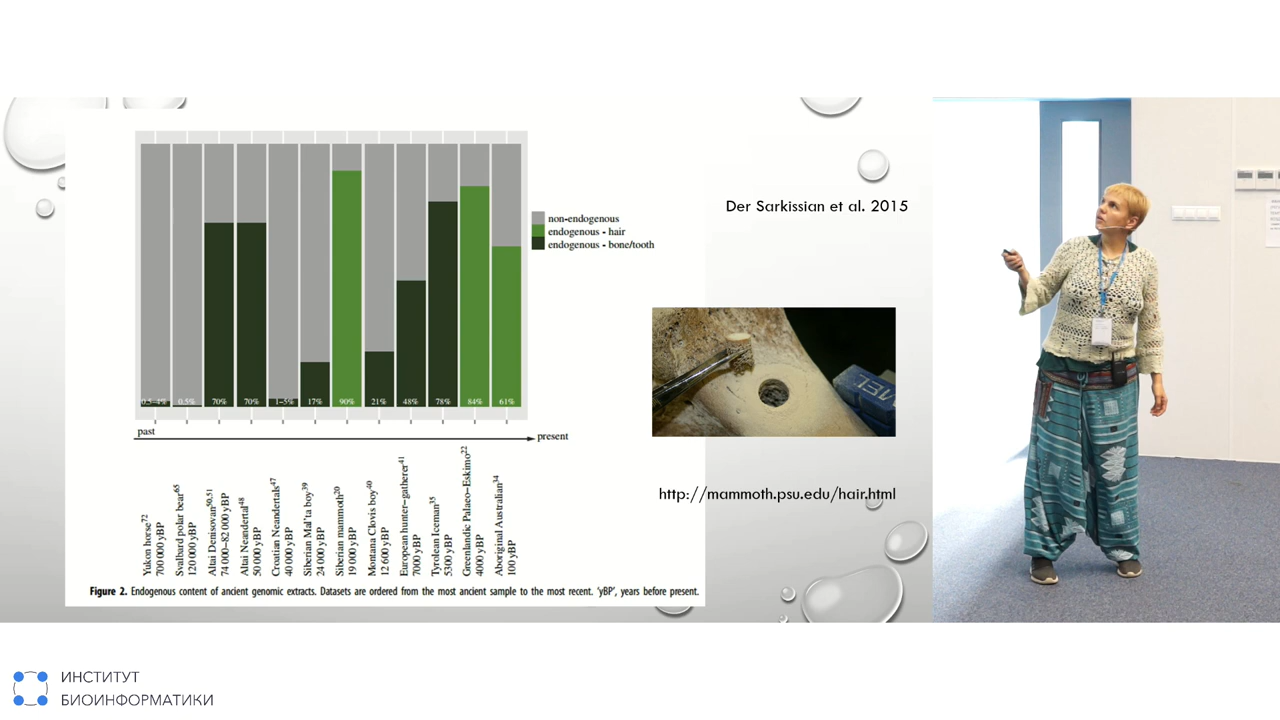 non-endogenous
endogenous - hair
endogenous - bone/tooth
0.5–4% 0.5% 70% 70% 1–5% 17% 90% 21% 48% 78% 84% 61%
past
present
Yukon horse72
700 000 yBP
Svalbard polar bear65
120 000 yBP
Altai Denisovan50,51
74 000–82 000 yBP
Altai Neandertal48
50 000 yBP
Croatian Neandertals47
40 000 yBP
Siberian Mal'ta boy39
24 000 yBP
Siberian mammoth20
19 000 yBP
Montana Clovis boy40
12 600 yBP
European hunter–gatherer41
7000 yBP
Tyrolean Iceman35
5300 yBP
Greenlandic Palaeo–Eskimo22
4000 yBP
Aboriginal Australian34
100 yBP
Figure 2. Endogenous content of ancient genomic extracts. Datasets are ordered from the most ancient sample to the most recent. 'yBP', years before present.
Der Sarkissian et al. 2015
http://mammoth.psu.edu/hair.html
ИНСТИТУТ
БИОИНФОРМАТИКИ